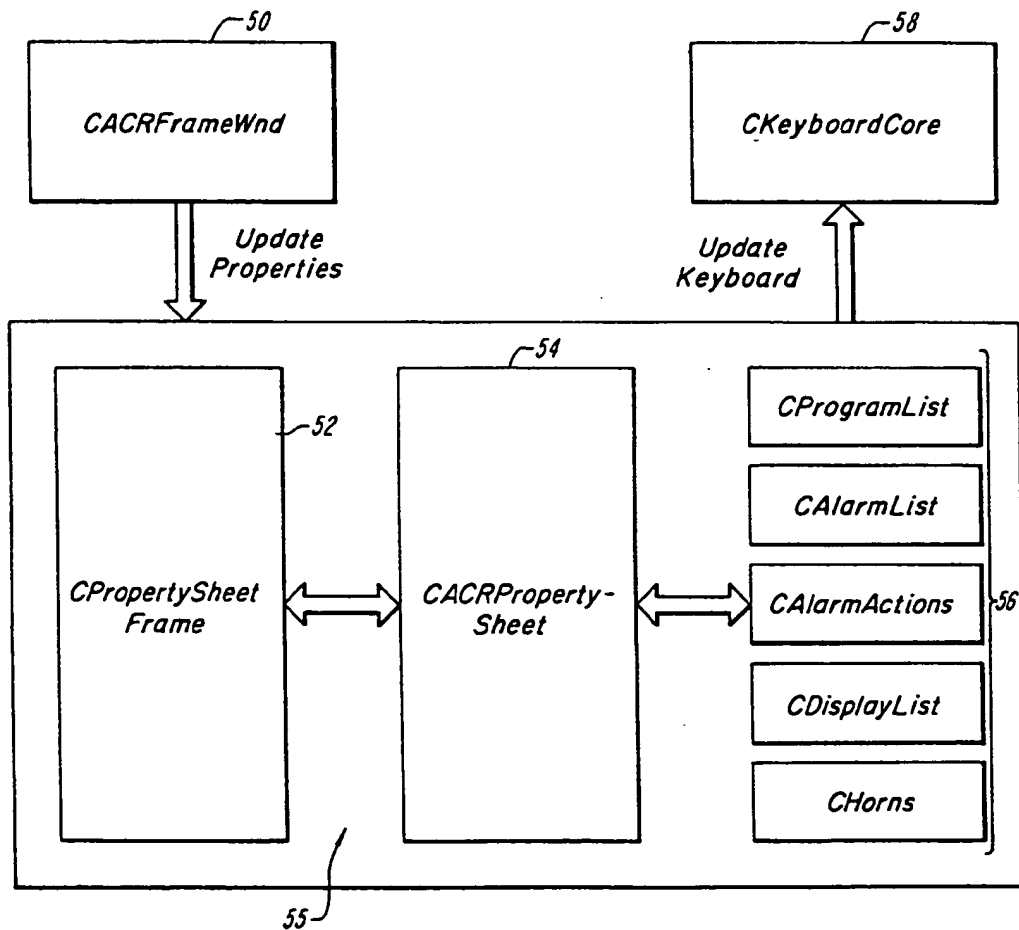 50
CACRFrameWnd
58
CKeyboardCore
Update
Properties
Update
Keyboard
52
CPropertySheet
Frame
54
CACRProperty-
Sheet
CProgramList
CAlarmList
CAlarmActions
CDisplayList
CHorns
56
55